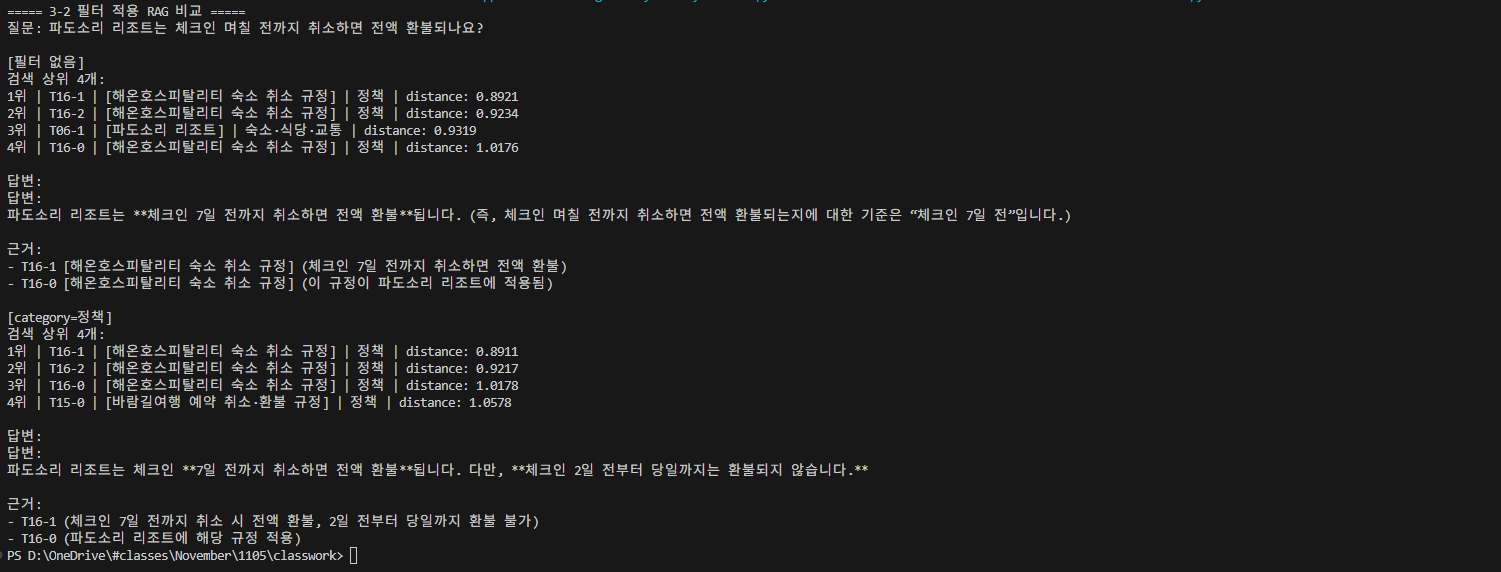 ===== 3-2 필터 적용 RAG 비교 =====
질문: 파도소리 리조트는 체크인 며칠 전까지 취소하면 전액 환불되나요?
[필터 없음]
검색 상위 4개:
1위 | T16-1 | [해온호스피탈리티 숙소 취소 규정] | 정책 | distance: 0.8921
2위 | T16-2 | [해온호스피탈리티 숙소 취소 규정] | 정책 | distance: 0.9234
3위 | T06-1 | [파도소리 리조트] | 숙소·식당·교통 | distance: 0.9319
4위 | T16-0 | [해온호스피탈리티 숙소 취소 규정] | 정책 | distance: 1.0176
답변:
답변:
파도소리 리조트는 **체크인 7일 전까지 취소하면 전액 환불**됩니다. (즉, 체크인 며칠 전까지 취소하면 전액 환불되는지에 대한 기준은 “체크인 7일 전”입니다.)
근거:
- T16-1 [해온호스피탈리티 숙소 취소 규정] (체크인 7일 전까지 취소하면 전액 환불)
- T16-0 [해온호스피탈리티 숙소 취소 규정] (이 규정이 파도소리 리조트에 적용됨)
[category=정책]
검색 상위 4개:
1위 | T16-1 | [해온호스피탈리티 숙소 취소 규정] | 정책 | distance: 0.8911
2위 | T16-2 | [해온호스피탈리티 숙소 취소 규정] | 정책 | distance: 0.9217
3위 | T16-0 | [해온호스피탈리티 숙소 취소 규정] | 정책 | distance: 1.0178
4위 | T15-0 | [바람길여행 예약 취소·환불 규정] | 정책 | distance: 1.0578
답변:
답변:
파도소리 리조트는 체크인 **7일 전까지 취소하면 전액 환불**됩니다. 다만, **체크인 2일 전부터 당일까지는 환불되지 않습니다.**
근거:
- T16-1 (체크인 7일 전까지 취소 시 전액 환불, 2일 전부터 당일까지 환불 불가)
- T16-0 (파도소리 리조트에 해당 규정 적용)
PS D:\OneDrive\#classes\November\1105\classwork>